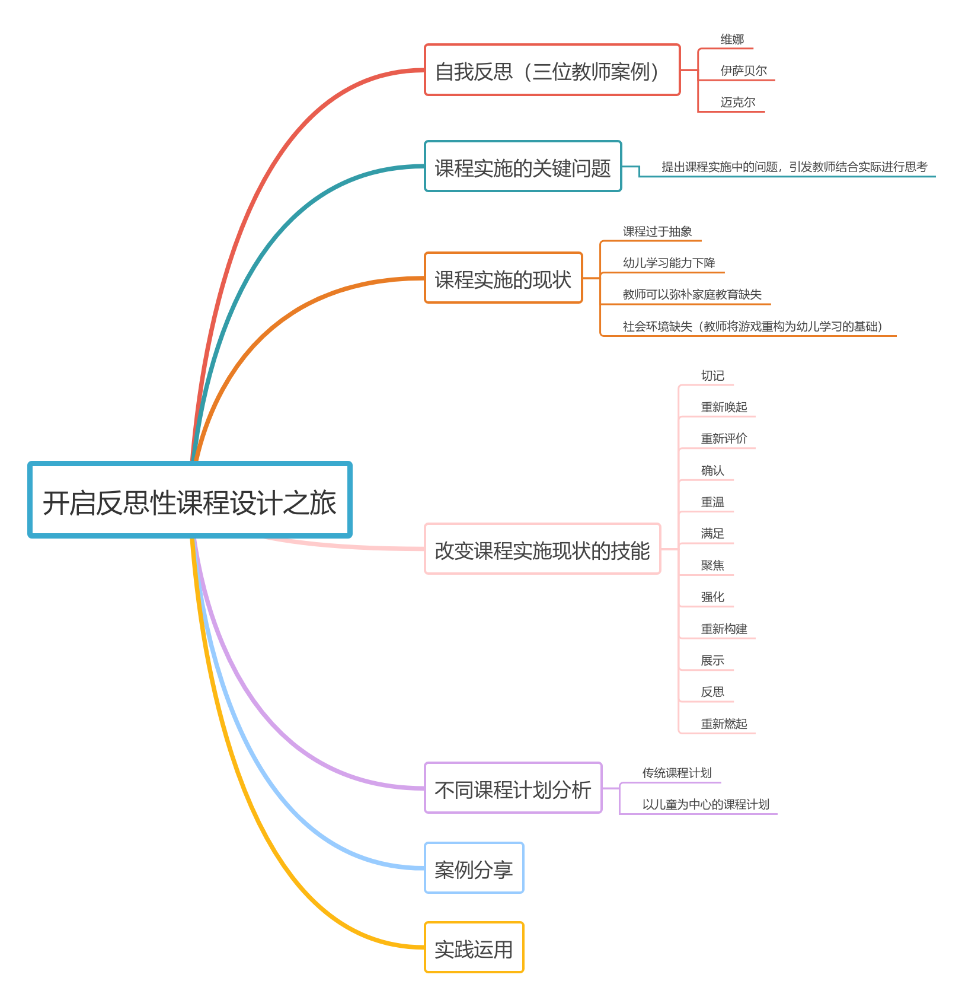 开启反思性课程设计之旅
自我反思（三位教师案例）
维娜
伊萨贝尔
迈克尔
课程实施的关键问题
提出课程实施中的问题，引发教师结合实际进行思考
课程实施的现状
课程过于抽象
幼儿学习能力下降
教师可以弥补家庭教育缺失
社会环境缺失（教师将游戏重构为幼儿学习的基础）
改变课程实施现状的技能
切记
重新唤起
重新评价
确认
重温
满足
聚焦
强化
重新构建
展示
反思
重新燃起
不同课程计划分析
传统课程计划
以儿童为中心的课程计划
案例分享
实践运用